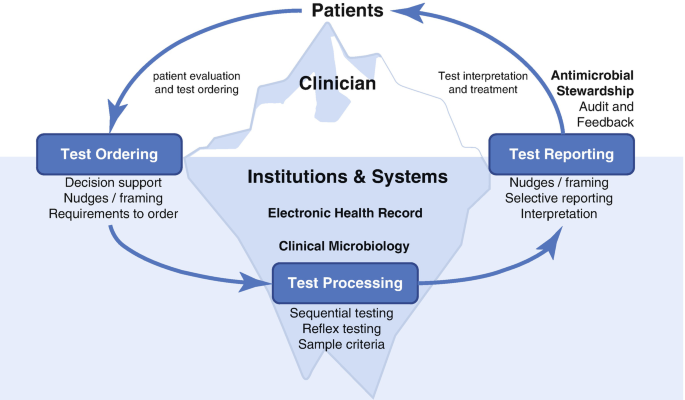 Patients
patient evaluation
and test ordering
Clinician
Test interpretation
and treatment
Antimicrobial
Stewardship
Audit and
Feedback
Test Ordering
Decision support
Nudges / framing
Requirements to order
Institutions & Systems
Electronic Health Record
Clinical Microbiology
Test Reporting
Nudges / framing
Selective reporting
Interpretation
Test Processing
Sequential testing
Reflex testing
Sample criteria